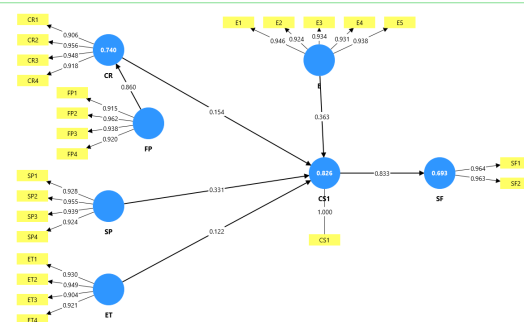 CR1
CR2
CR3
CR4
0.906
0.956
0.948
0.918
0.740
CR
0.860
FP1
FP2
FP3
FP4
0.915
0.962
0.938
0.920
FP
SP1
SP2
SP3
SP4
0.928
0.955
0.939
0.924
SP
ET1
ET2
ET3
ET4
0.930
0.949
0.904
0.921
ET
E1
E2
E3
E4
E5
0.946
0.924
0.934
0.931
0.938
E
0.154
0.363
0.331
0.122
0.826
CS1
1.000
CS1
0.833
0.693
SF
0.964
0.963
SF1
SF2